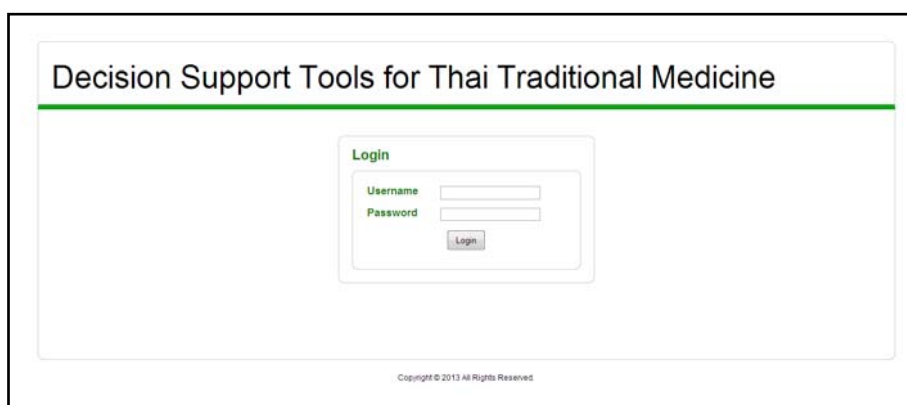 Decision Support Tools for Thai Traditional Medicine
Login
Username
Password
Login
Copyright © 2013 All Rights Reserved.